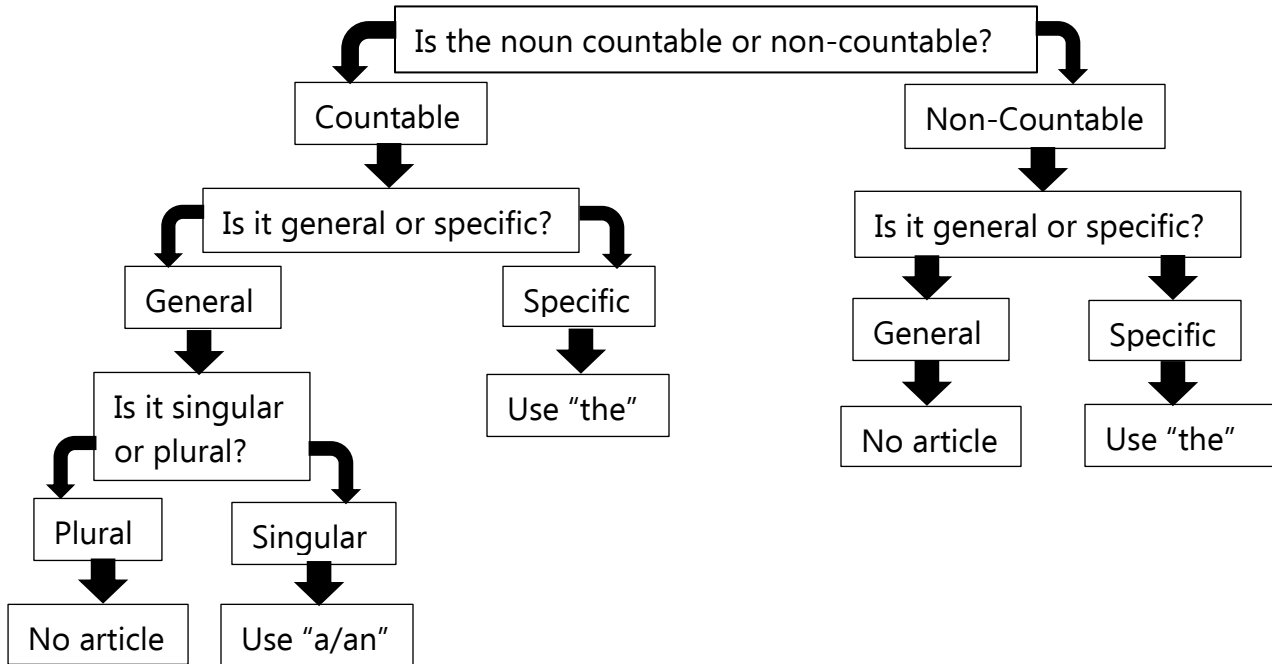 Is the noun countable or non-countable?
Countable
Non-Countable
Is it general or specific?
Is it general or specific?
General
Specific
General
Specific
Is it singular
or plural?
Use “the”
No article
Use “the”
Plural
Singular
No article
Use “a/an”